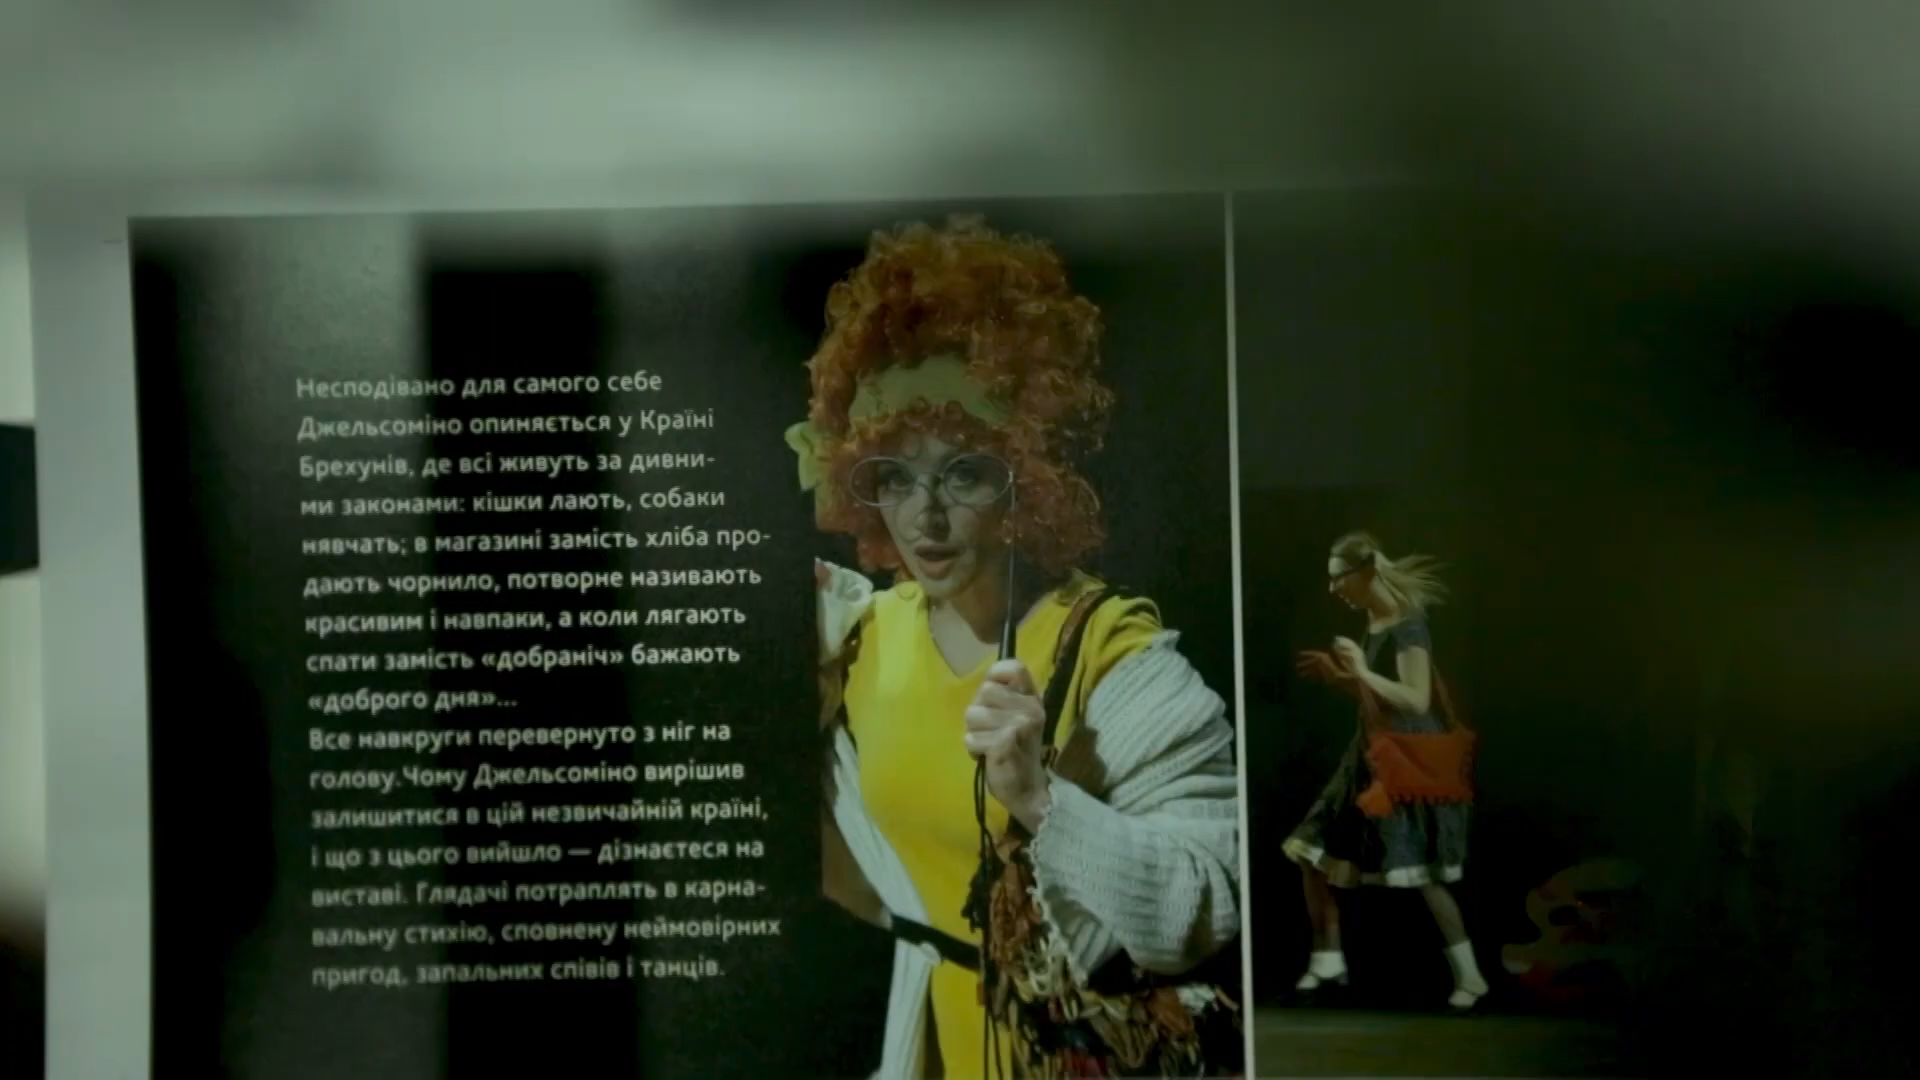 Несподівано для самого себе
Джельсоміно опиняється у Країні
Брехунів, де всі живуть за дивни-
ми законами: кішки лають, собаки
нявчать; в магазині замість хліба про-
дають чорнило, потворне називають
красивим і навпаки, а коли лягають
спати замість «добраніч» бажають
«доброго дня»...
Все навкруги перевернуто з ніг на
голову.Чому Джельсоміно вирішив
залишитися в цій незвичайній країні,
і що з цього вийшло — дізнаєтеся на
виставі. Глядачі потраплять в карна-
вальну стихію, сповнену неймовірних
пригод, запальних співів і танців.